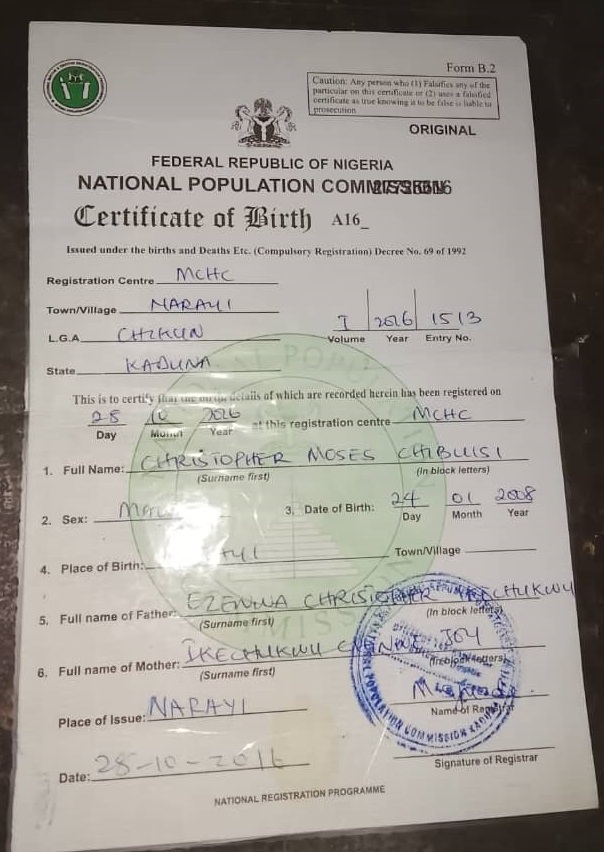 Form B.2
Caution: Any person who (1) Falsifies any of the
particular on this certificate or (2) uses a falsified
certificate as true knowing it to be false is liable to
prosecution
ORIGINAL
FEDERAL REPUBLIC OF NIGERIA
NATIONAL POPULATION COMMISSION
Certificate of Birth A16_
Issued under the births and Deaths Etc. (Compulsory Registration) Decree No. 69 of 1992
Registration Centre MCHC
Town/Village NARAYI
L.G.A CHIKUN
State KADUNA
I 2016 1513
Volume Year Entry No.
This is to certify that the birth details of which are recorded herein has been registered on
28 10 2016 at this registration centre MCHC
Day Month Year
1. Full Name: CHRISTOPHER MOSES CHIBUISI
(Surname first) (In block letters)
2. Sex: MALE 3. Date of Birth: 24 01 2008
Day Month Year
4. Place of Birth: Town/Village
5. Full name of Father: EZENWA CHRISTOPHER IKECHUKWU
(Surname first) (In block letters)
6. Full name of Mother: IKECHUKWU JOY
(Surname first) (In block letters)
Place of Issue: NARAYI
Name of Registrar
Date: 28-10-2016
Signature of Registrar
NATIONAL REGISTRATION PROGRAMME